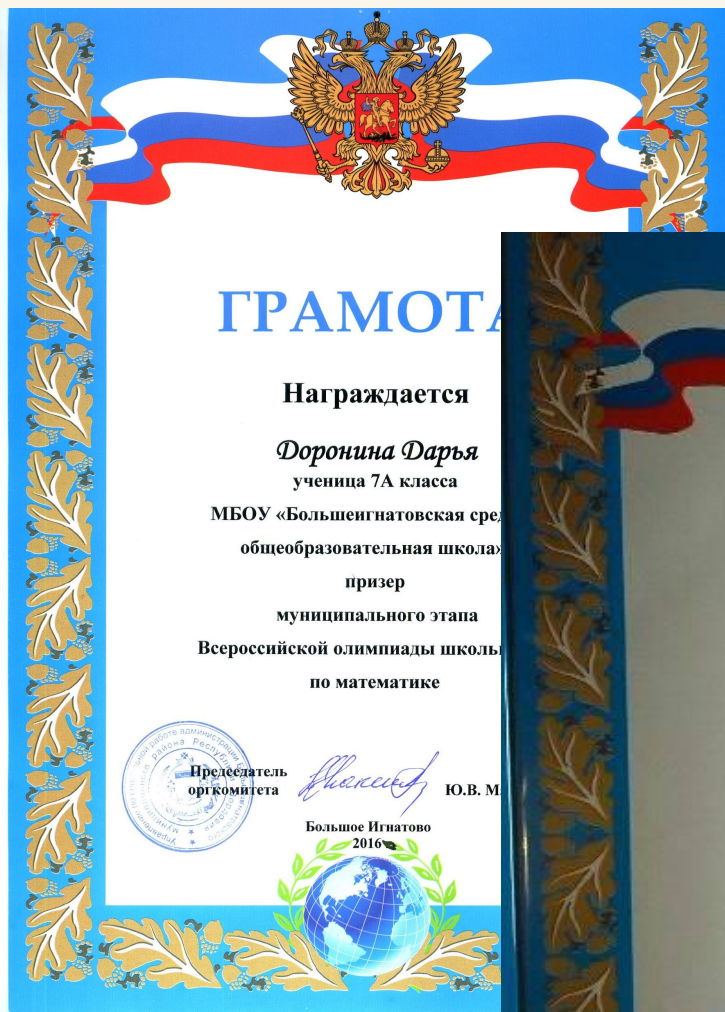 ГРАМОТА
Награждается
Доронина Дарья
ученица 7А класса
МБОУ «Большеигнатовская сред
общеобразовательная школа»
призер
муниципального этапа
Всероссийской олимпиады школь
по математике
Председатель
оргкомитета
Ю.В. М
Большое Игнатово
2016